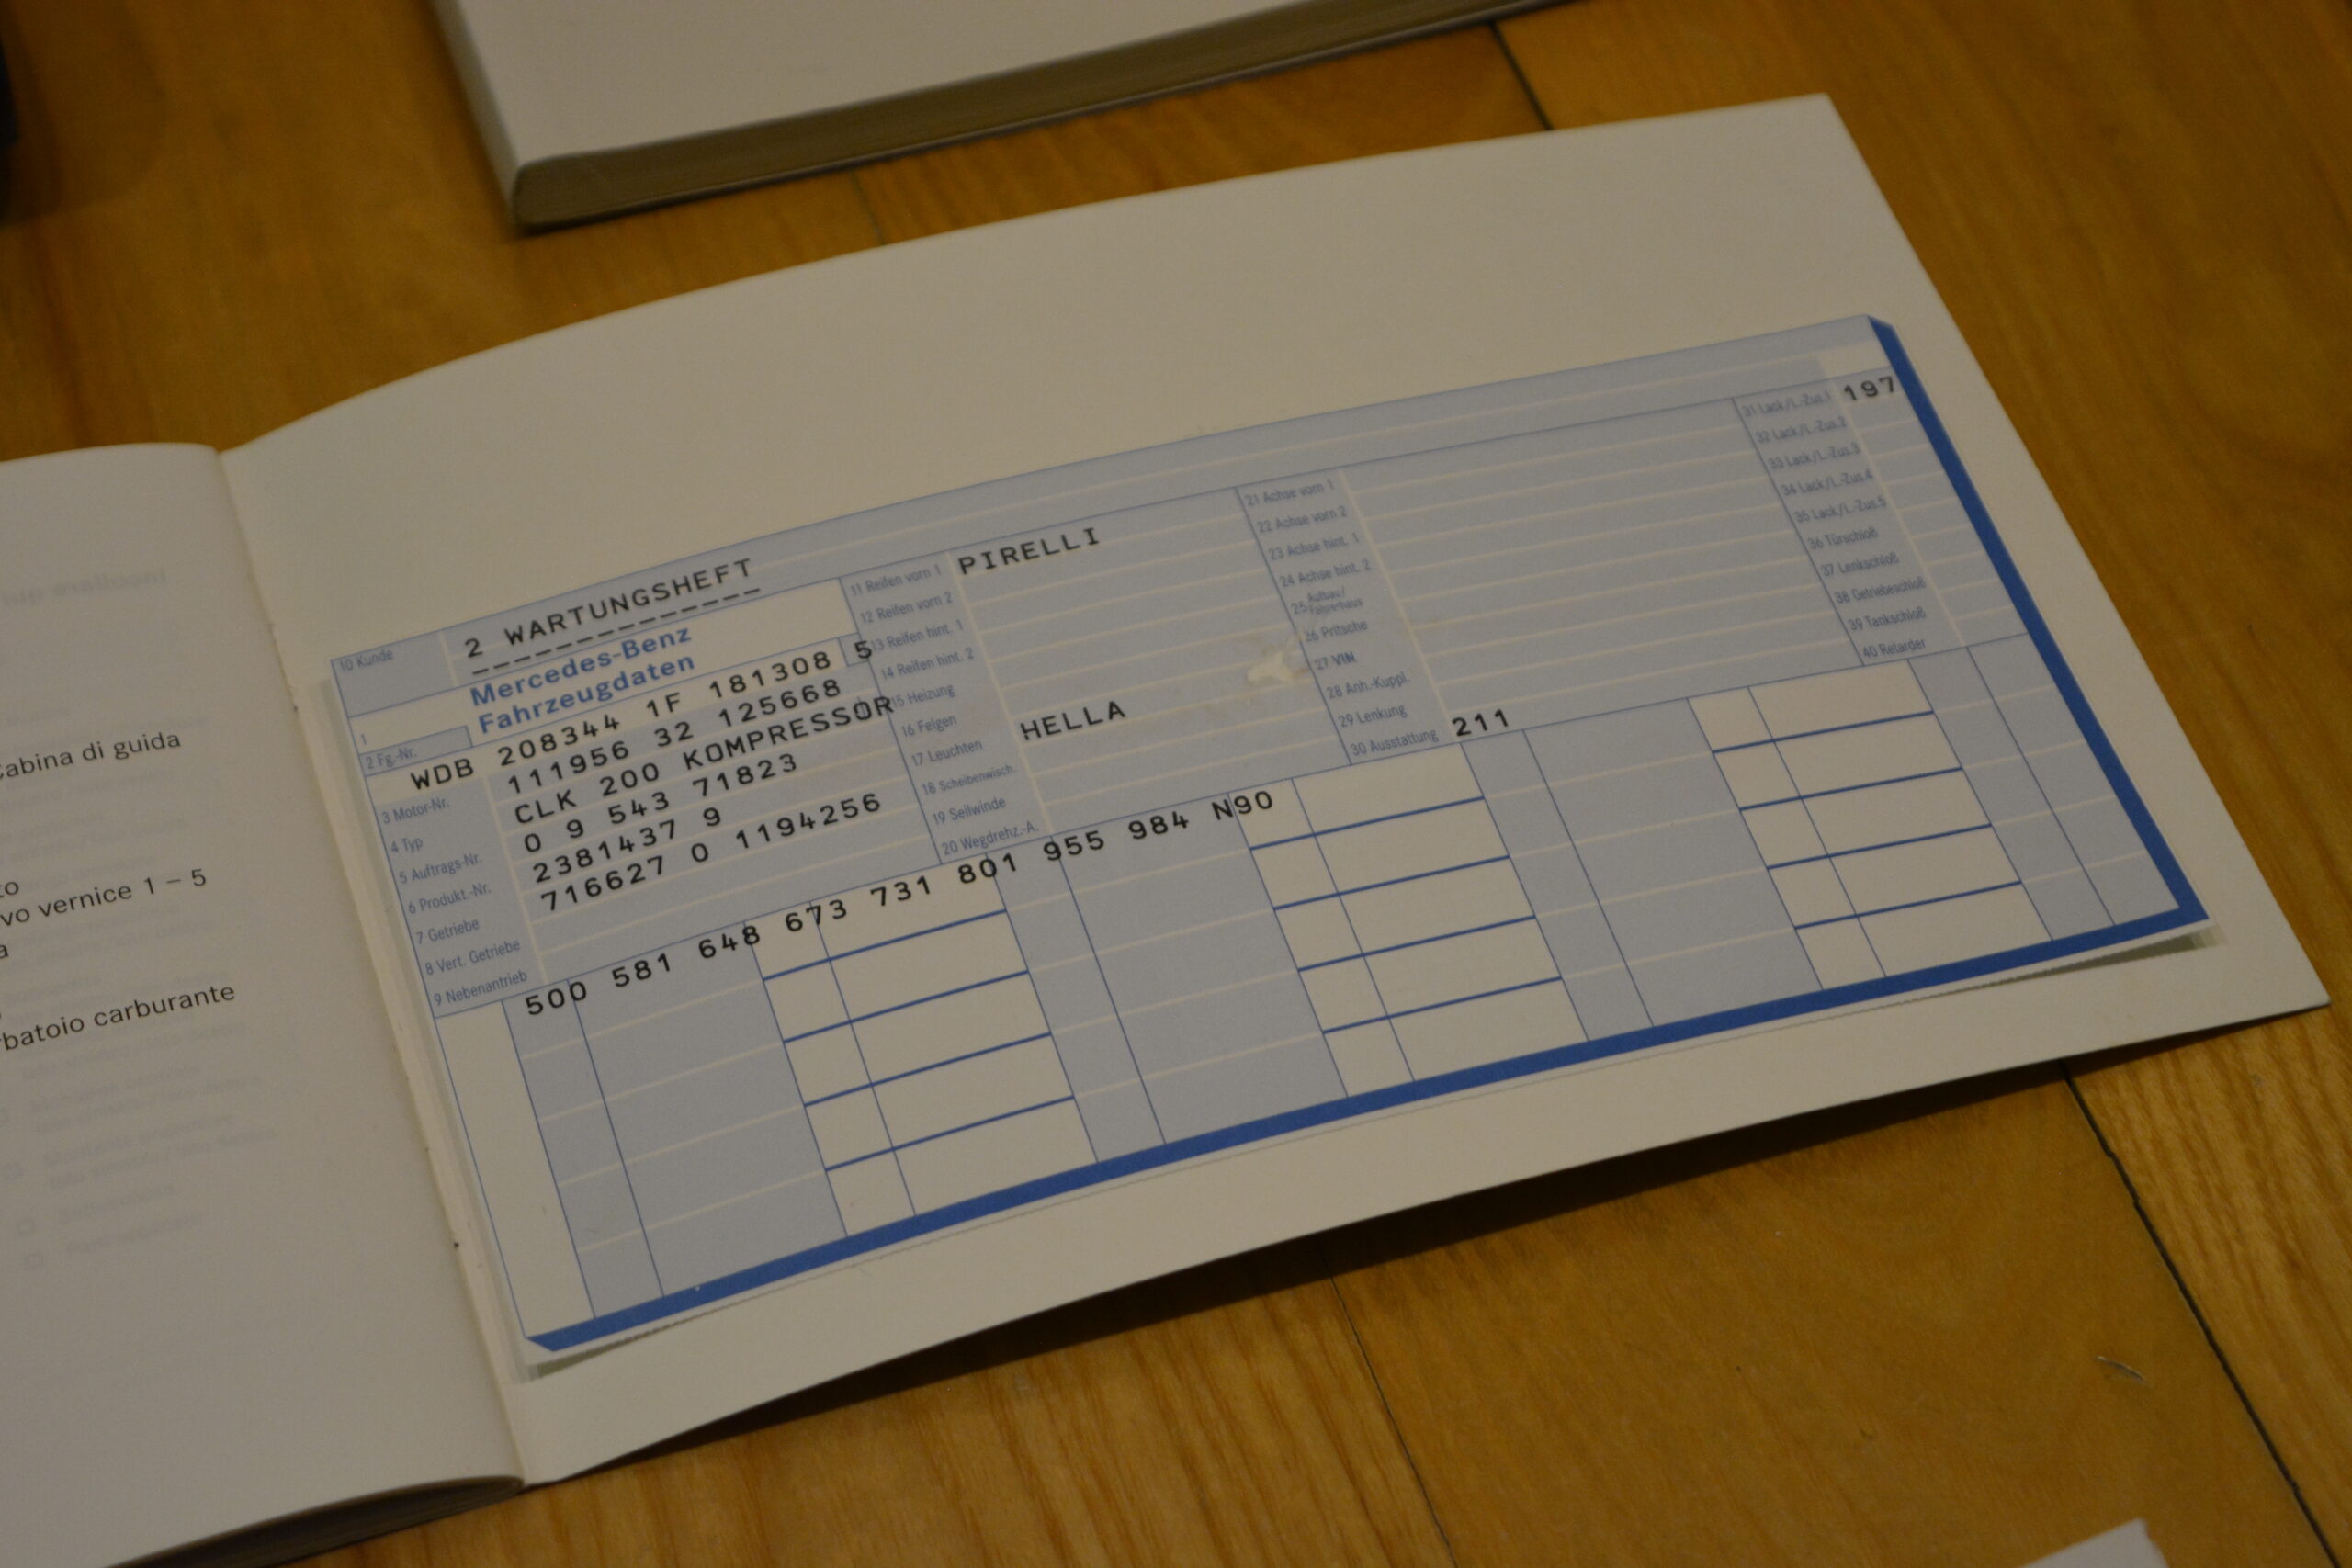 Cabina di guida
vo vernice 1 – 5
batoio carburante
10 Kunde
2 WARTUNGSHEFT
Mercedes-Benz
Fahrzeugdaten
1
2 Fg.-Nr.
WDB 208344 1F 181308 5
3 Motor-Nr. 111956 32 125668
4 Typ CLK 200 KOMPRESSOR
5 Auftrags-Nr. 0 9 543 71823
6 Produkt.-Nr. 2381437 9
7 Getriebe 716627 0 1194256
8 Vert. Getriebe
9 Nebenantrieb
11 Reifen vorn 1 PIRELLI
12 Reifen vorn 2
13 Reifen hint. 1
14 Reifen hint. 2
15 Heizung
16 Felgen
17 Leuchten HELLA
18 Scheibenwisch.
19 Seilwinde
20 Wegdrehz.-A.
21 Achse vorn 1
22 Achse vorn 2
23 Achse hint. 1
24 Achse hint. 2
25 Aufbau/
Fahrerhaus
26 Pritsche
27 VIN
28 Anh.-Kuppl.
29 Lenkung
30 Ausstattung 211
31 Lack/L.-Zus.1 197
32 Lack/L.-Zus.2
33 Lack/L.-Zus.3
34 Lack/L.-Zus.4
35 Lack/L.-Zus.5
36 Türschloß
37 Lenkschloß
38 Getriebeschloß
39 Tankschloß
40 Retarder
500 581 648 673 731 801 955 984 N90